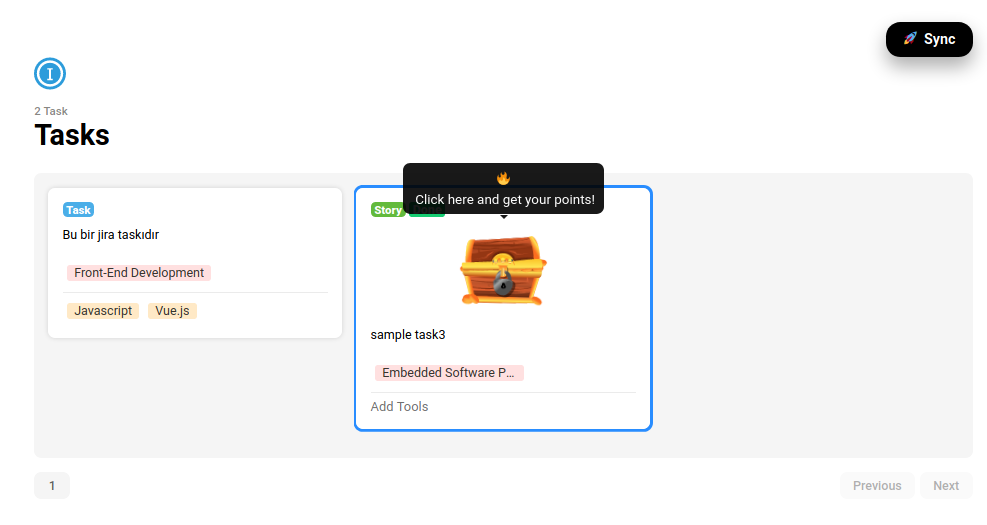 Sync
2 Task
Tasks
Click here and get your points!
Task
Bu bir jira taskıdır
Front-End Development
Javascript
Vue.js
Story
sample task3
Embedded Software P...
Add Tools
1
Previous
Next